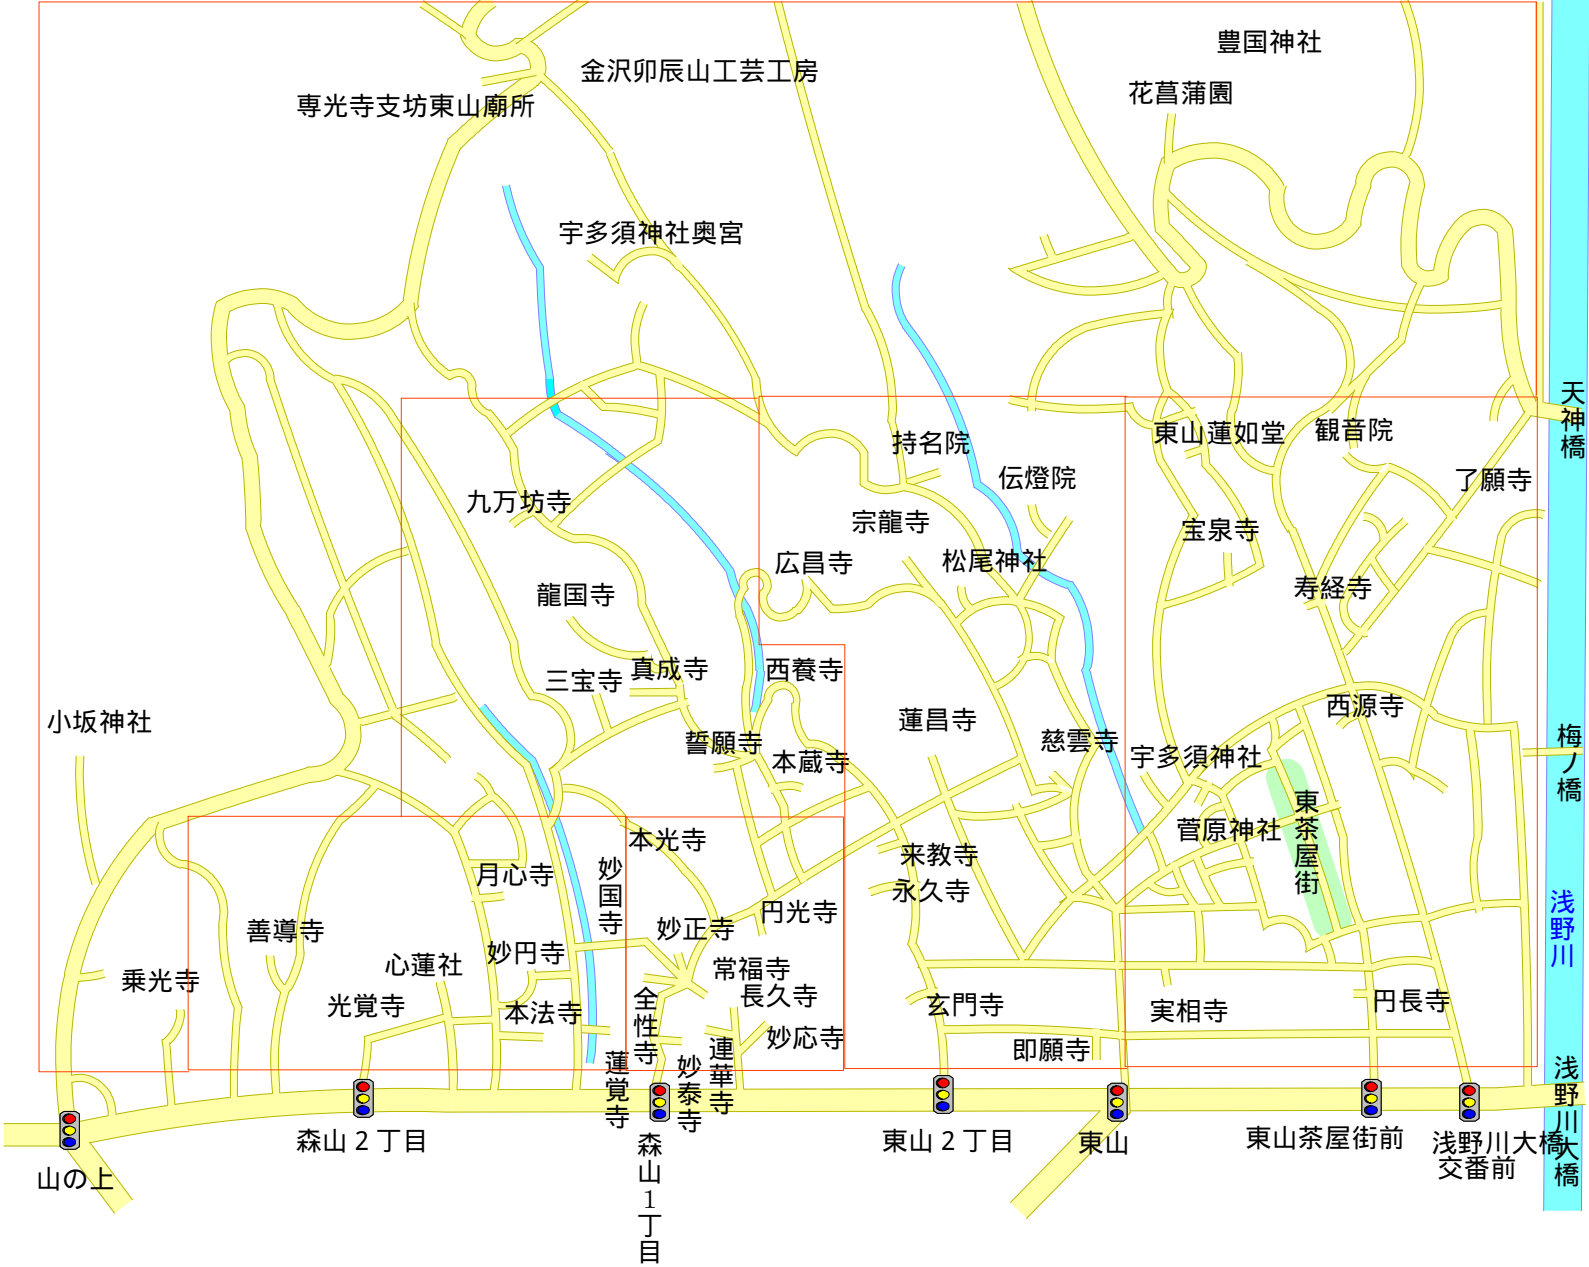 豊国神社
金沢卯辰山工芸工房
花菖蒲園
専光寺支坊東山廟所
宇多須神社奥宮
天神橋
東山蓮如堂
観音院
持名院
伝燈院
了願寺
九万坊寺
宗龍寺
宝泉寺
広昌寺
松尾神社
寿経寺
龍国寺
真成寺
西養寺
三宝寺
西源寺
小坂神社
蓮昌寺
誓願寺
慈雲寺
宇多須神社
本蔵寺
梅ノ橋
東茶屋街
菅原神社
本光寺
来教寺
月心寺
妙国寺
永久寺
円光寺
浅野川
善導寺
妙正寺
妙円寺
心蓮社
常福寺
乗光寺
長久寺
光覚寺
本法寺
全性寺
玄門寺
実相寺
円長寺
妙応寺
即願寺
蓮覚寺
妙泰寺
連華寺
浅野川大橋
森山2丁目
森山1丁目
東山2丁目
東山
東山茶屋街前
浅野川大橋
交番前
山の上